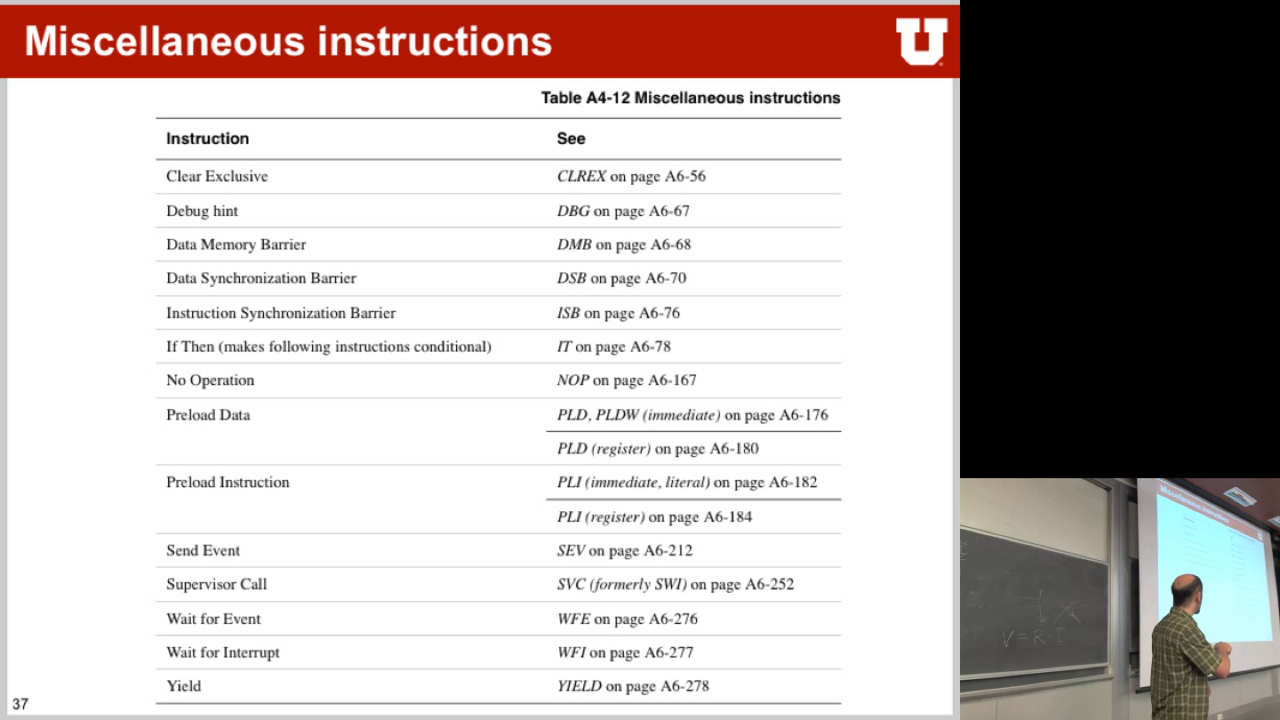 Miscellaneous instructions
U
Table A4-12 Miscellaneous instructions
Instruction See
Clear Exclusive CLREX on page A6-56
Debug hint DBG on page A6-67
Data Memory Barrier DMB on page A6-68
Data Synchronization Barrier DSB on page A6-70
Instruction Synchronization Barrier ISB on page A6-76
If Then (makes following instructions conditional) IT on page A6-78
No Operation NOP on page A6-167
Preload Data PLD, PLDW (immediate) on page A6-176
PLD (register) on page A6-180
Preload Instruction PLI (immediate, literal) on page A6-182
PLI (register) on page A6-184
Send Event SEV on page A6-212
Supervisor Call SVC (formerly SWI) on page A6-252
Wait for Event WFE on page A6-276
Wait for Interrupt WFI on page A6-277
Yield YIELD on page A6-278
37
Miscellaneous instructions
U
V=R·I